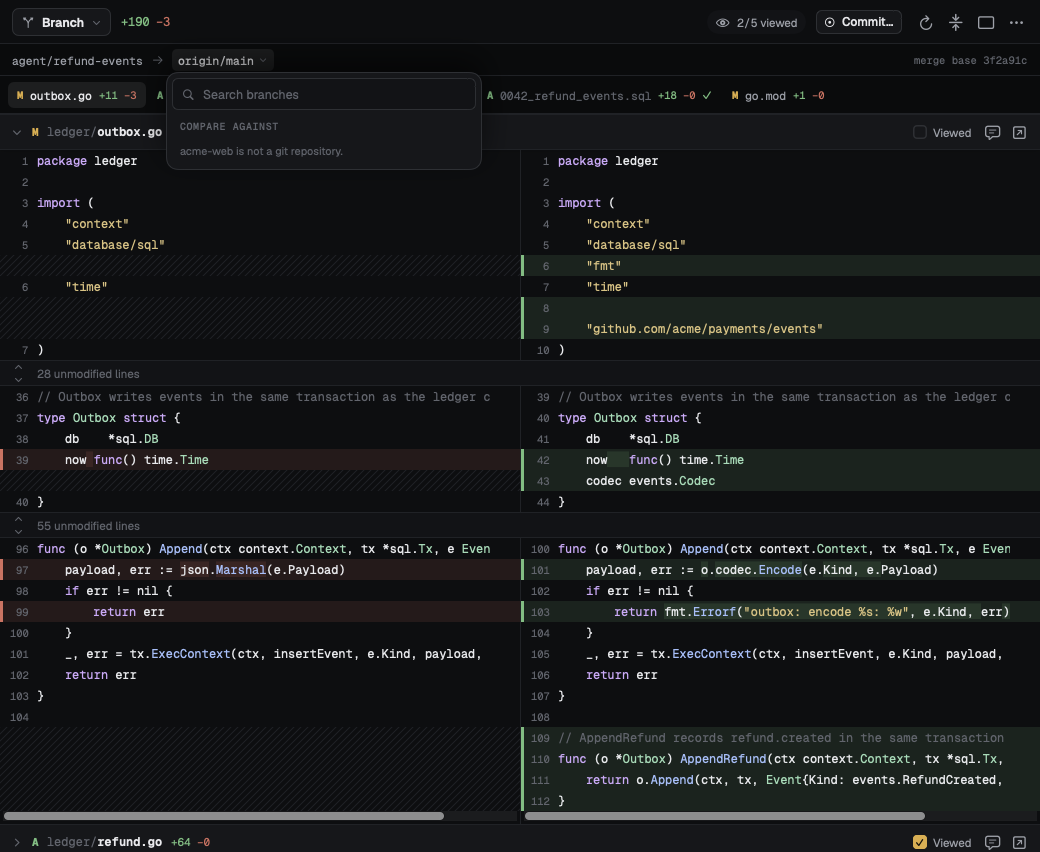 Branch +190 −3 2/5 viewed Commit…
agent/refund-events → origin/main merge base 3f2a91c
M outbox.go +11 −3 A A 0042_refund_events.sql +18 −0 ✓ M go.mod +1 −0
Search branches
COMPARE AGAINST
acme-web is not a git repository.
M ledger/outbox.go Viewed
1 package ledger
2
3 import (
4 "context"
5 "database/sql"
6 "time"
7 )
1 package ledger
2
3 import (
4 "context"
5 "database/sql"
6 "fmt"
7 "time"
8
9 "github.com/acme/payments/events"
10 )
28 unmodified lines
36 // Outbox writes events in the same transaction as the ledger c
37 type Outbox struct {
38 db    *sql.DB
39 now func() time.Time
40 }
39 // Outbox writes events in the same transaction as the ledger c
40 type Outbox struct {
41 db    *sql.DB
42 now   func() time.Time
43 codec events.Codec
44 }
55 unmodified lines
96 func (o *Outbox) Append(ctx context.Context, tx *sql.Tx, e Even
97 payload, err := json.Marshal(e.Payload)
98 if err != nil {
99 return err
100 }
101 _, err = tx.ExecContext(ctx, insertEvent, e.Kind, payload,
102 return err
103 }
104
100 func (o *Outbox) Append(ctx context.Context, tx *sql.Tx, e Even
101 payload, err := o.codec.Encode(e.Kind, e.Payload)
102 if err != nil {
103 return fmt.Errorf("outbox: encode %s: %w", e.Kind, err)
104 }
105 _, err = tx.ExecContext(ctx, insertEvent, e.Kind, payload,
106 return err
107 }
108
109 // AppendRefund records refund.created in the same transaction
110 func (o *Outbox) AppendRefund(ctx context.Context, tx *sql.Tx,
111 return o.Append(ctx, tx, Event{Kind: events.RefundCreated,
112 }
A ledger/refund.go +64 −0 Viewed